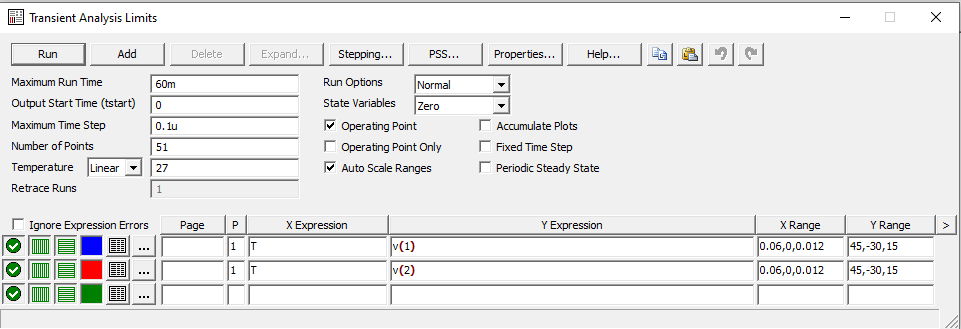 Transient Analysis Limits
Run Add Delete Expand... Stepping... PSS... Properties... Help...
Maximum Run Time 60m Run Options Normal
Output Start Time (tstart) 0 State Variables Zero
Maximum Time Step 0.1u Operating Point Accumulate Plots
Number of Points 51 Operating Point Only Fixed Time Step
Temperature Linear 27 Auto Scale Ranges Periodic Steady State
Retrace Runs 1
Ignore Expression Errors Page P X Expression Y Expression X Range Y Range >
... 1 T v(1) 0.06,0,0.012 45,-30,15
... 1 T v(2) 0.06,0,0.012 45,-30,15
...